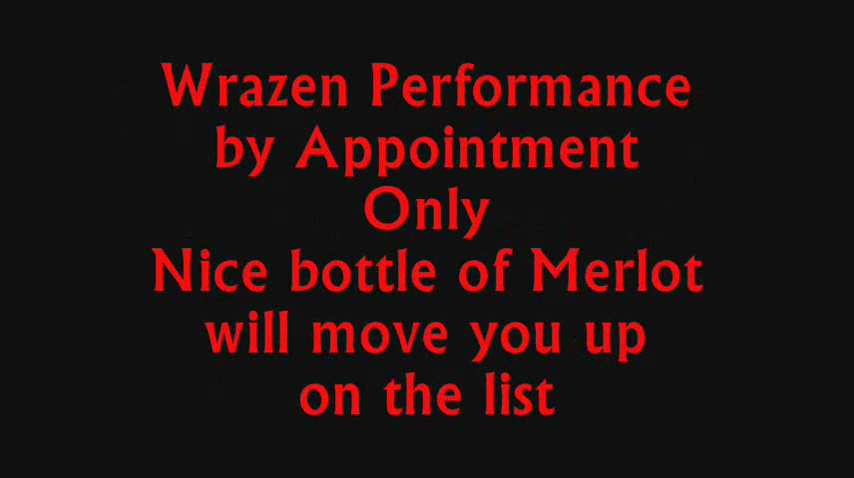 Wrazen Performance
by Appointment
Only
Nice bottle of Merlot
will move you up
on the list